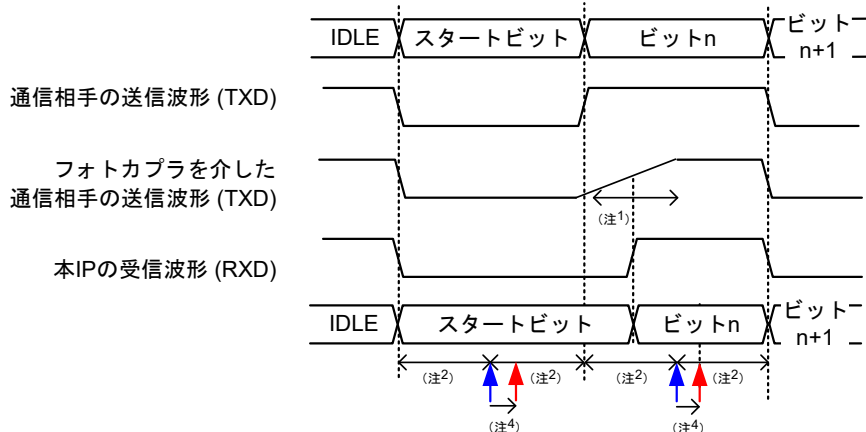 IDLE スタートビット ビットn ビット
n+1
通信相手の送信波形 (TXD)
フォトカプラを介した
通信相手の送信波形 (TXD)
(注1)
本IPの受信波形 (RXD)
IDLE スタートビット ビットn ビット
n+1
(注2) (注2) (注2) (注2)
(注4) (注4)